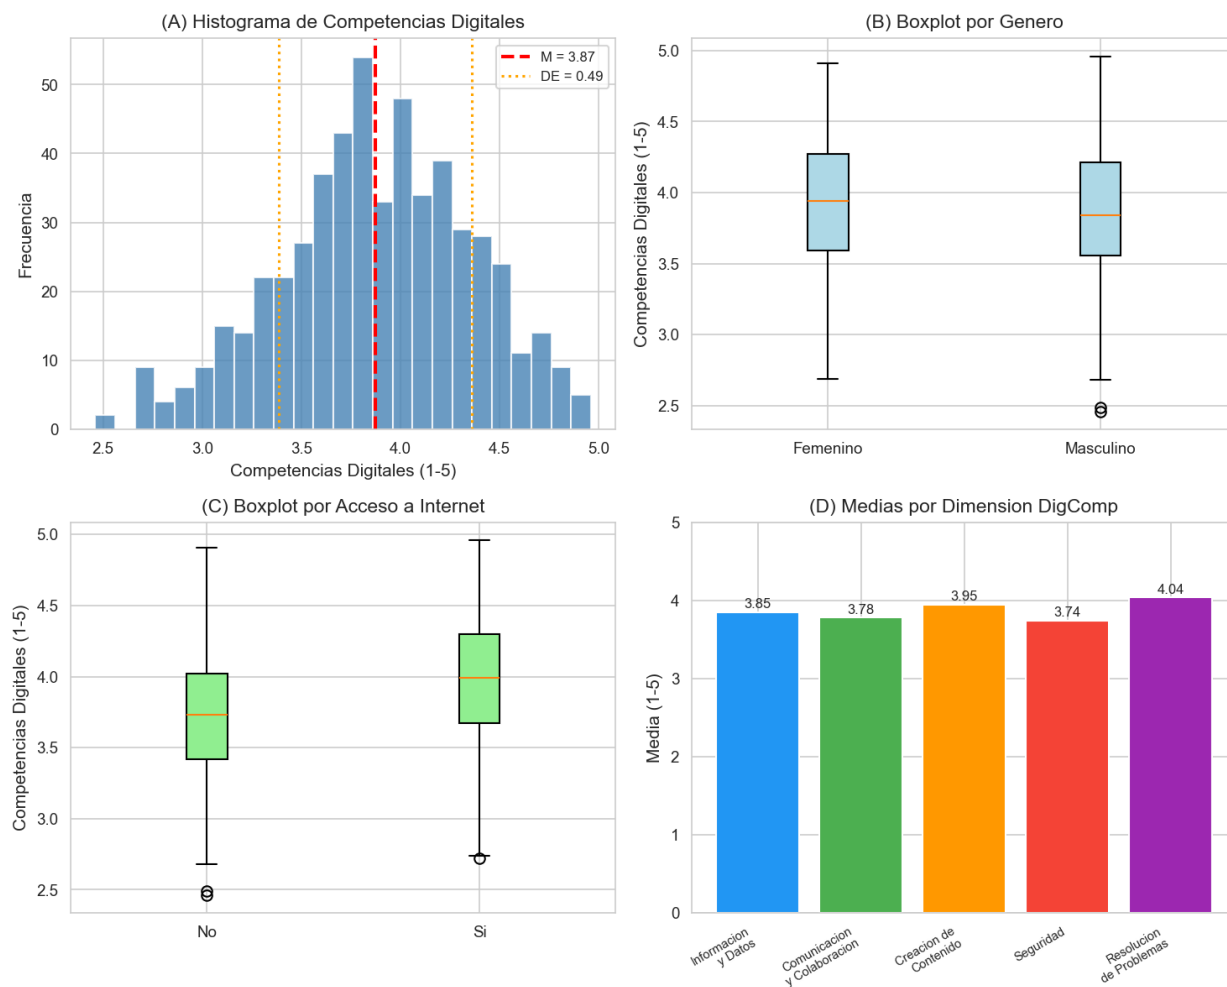 (A) Histograma de Competencias Digitales
M = 3.87
DE = 0.49
50
40
30
20
10
0
Frecuencia
2.5 3.0 3.5 4.0 4.5 5.0
Competencias Digitales (1-5)
(B) Boxplot por Genero
5.0
4.5
4.0
3.5
3.0
2.5
Competencias Digitales (1-5)
Femenino Masculino
(C) Boxplot por Acceso a Internet
5.0
4.5
4.0
3.5
3.0
2.5
Competencias Digitales (1-5)
No Si
(D) Medias por Dimension DigComp
5
4
3
2
1
0
Media (1-5)
3.85 3.78 3.95 3.74 4.04
Informacion
y Datos
Comunicacion
y Colaboracion
Creacion de
Contenido
Seguridad
Resolucion
de Problemas